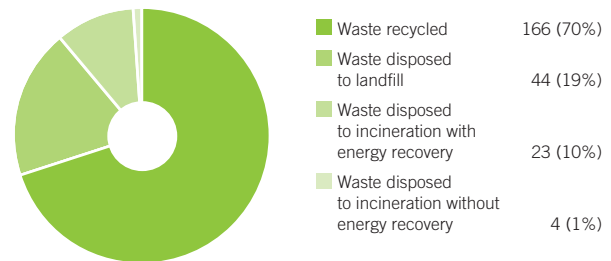 Waste recycled 166 (70%)
Waste disposed
to landfill 44 (19%)
Waste disposed
to incineration with
energy recovery 23 (10%)
Waste disposed
to incineration without
energy recovery 4 (1%)